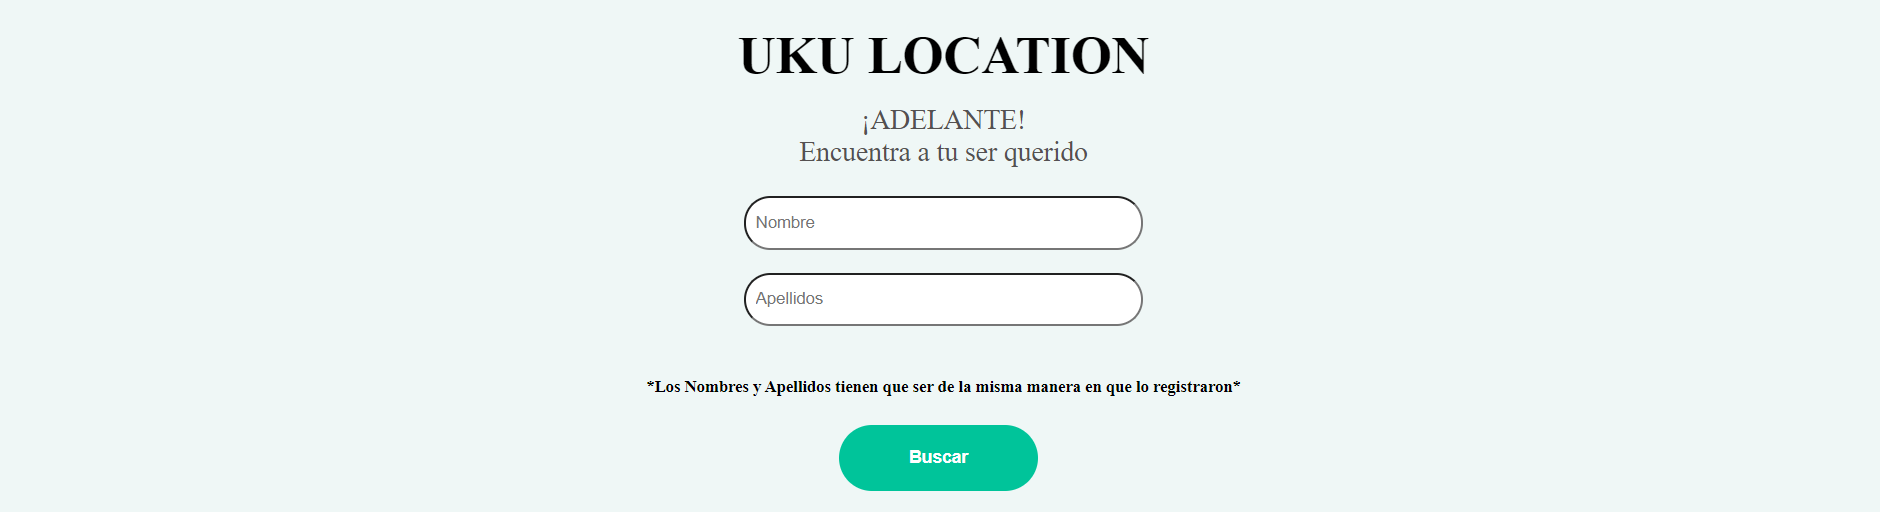 UKU LOCATION
¡ADELANTE!
Encuentra a tu ser querido
Nombre
Apellidos
*Los Nombres y Apellidos tienen que ser de la misma manera en que lo registraron*
Buscar